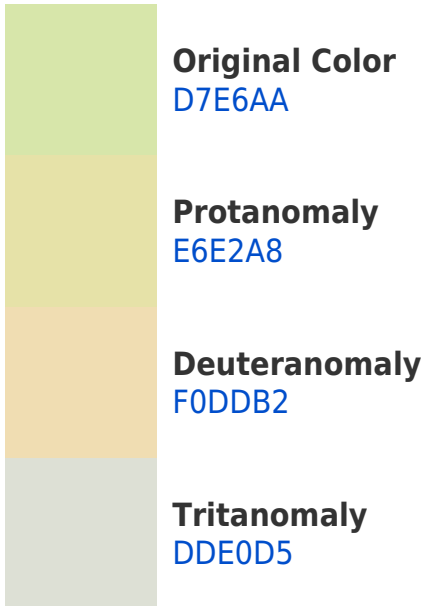 Original Color
D7E6AA
Protanomaly
E6E2A8
Deuteranomaly
F0DDB2
Tritanomaly
DDE0D5